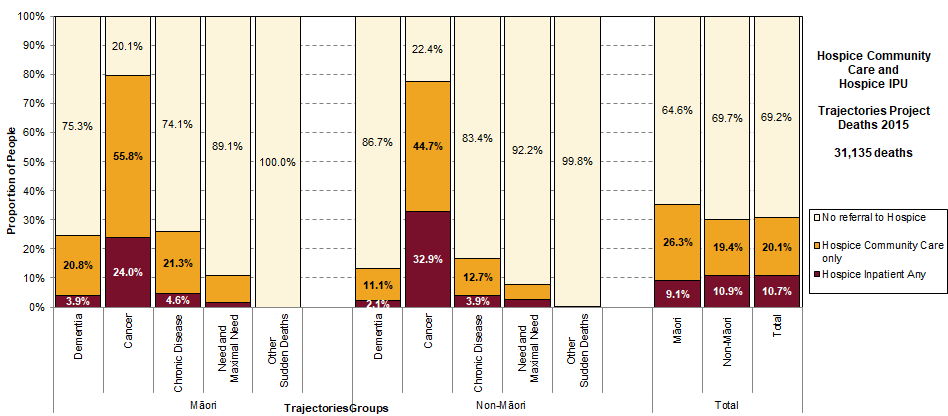 100%
90%
80%
70%
60%
50%
40%
30%
20%
10%
0%
Proportion of People
75.3%
20.8%
3.9%
20.1%
55.8%
24.0%
74.1%
21.3%
4.6%
89.1%
100.0%
86.7%
11.1%
2.1%
22.4%
44.7%
32.9%
83.4%
12.7%
3.9%
92.2%
99.8%
64.6%
26.3%
9.1%
69.7%
19.4%
10.9%
69.2%
20.1%
10.7%
Dementia
Cancer
Chronic Disease
Need and
Maximal Need
Other
Sudden Deaths
Dementia
Cancer
Chronic Disease
Need and
Maximal Need
Other
Sudden Deaths
Māori
Non-Māori
Total
Māori
TrajectoriesGroups
Non-Māori
Total
Hospice Community
Care and
Hospice IPU
Trajectories Project
Deaths 2015
31,135 deaths
No referral to Hospice
Hospice Community Care
only
Hospice Inpatient Any